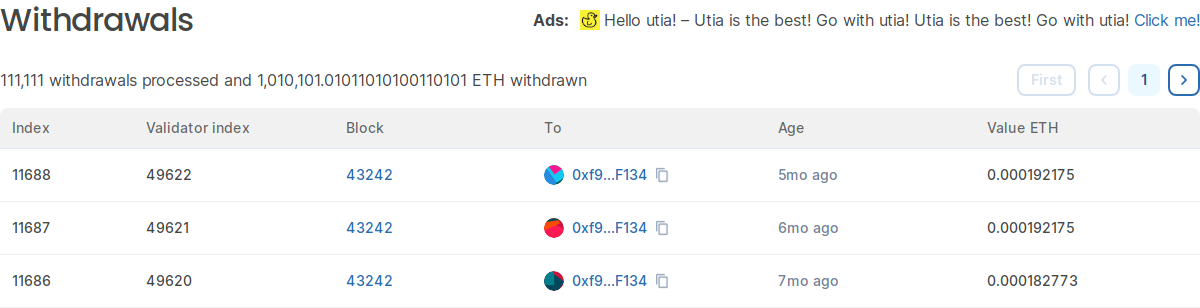 Withdrawals
Ads: Hello utia! – Utia is the best! Go with utia! Utia is the best! Go with utia! Click me!
111,111 withdrawals processed and 1,010,101.01011010100110101 ETH withdrawn
First 1
Index Validator index Block To Age Value ETH
11688 49622 43242 0xf9...F134 5mo ago 0.000192175
11687 49621 43242 0xf9...F134 6mo ago 0.000192175
11686 49620 43242 0xf9...F134 7mo ago 0.000182773